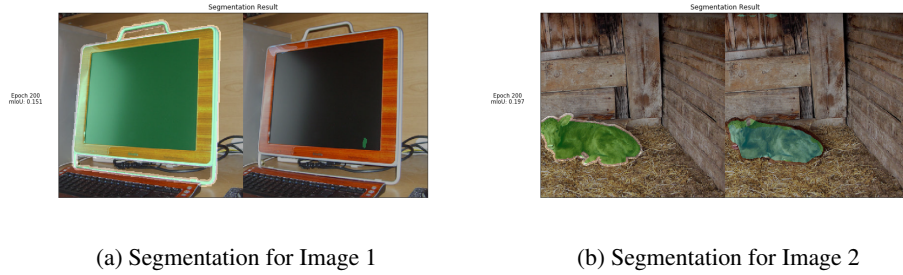 Segmentation Result
Epoch 200
mIoU: 0.151
(a) Segmentation for Image 1
Segmentation Result
Epoch 200
mIoU: 0.197
(b) Segmentation for Image 2